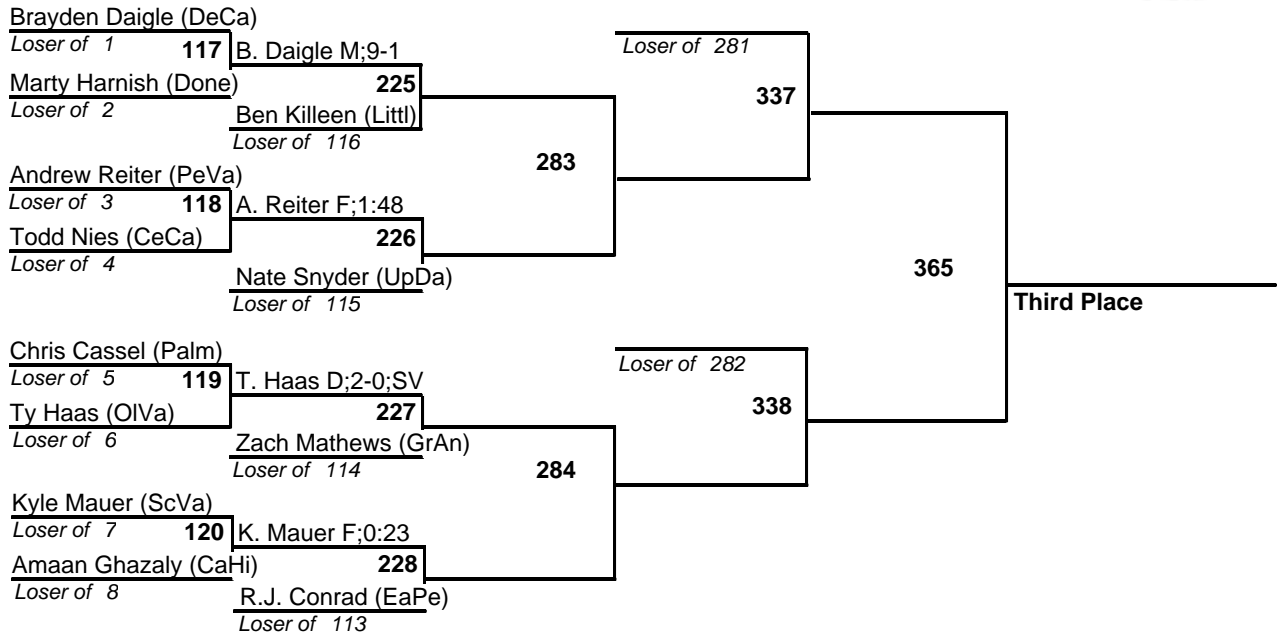 Brayden Daigle (DeCa)
Loser of 1
117
B. Daigle M;9-1
Loser of 281
Marty Harnish (Done)
225
337
Loser of 2
Ben Killeen (Littl)
Loser of 116
283
Andrew Reiter (PeVa)
Loser of 3
118
A. Reiter F;1:48
Todd Nies (CeCa)
226
Loser of 4
365
Nate Snyder (UpDa)
Loser of 115
Third Place
Chris Cassel (Palm)
Loser of 5
119
T. Haas D;2-0;SV
Loser of 282
Ty Haas (OlVa)
227
338
Loser of 6
Zach Mathews (GrAn)
Loser of 114
284
Kyle Mauer (ScVa)
Loser of 7
120
K. Mauer F;0:23
Amaan Ghazaly (CaHi)
228
Loser of 8
R.J. Conrad (EaPe)
Loser of 113